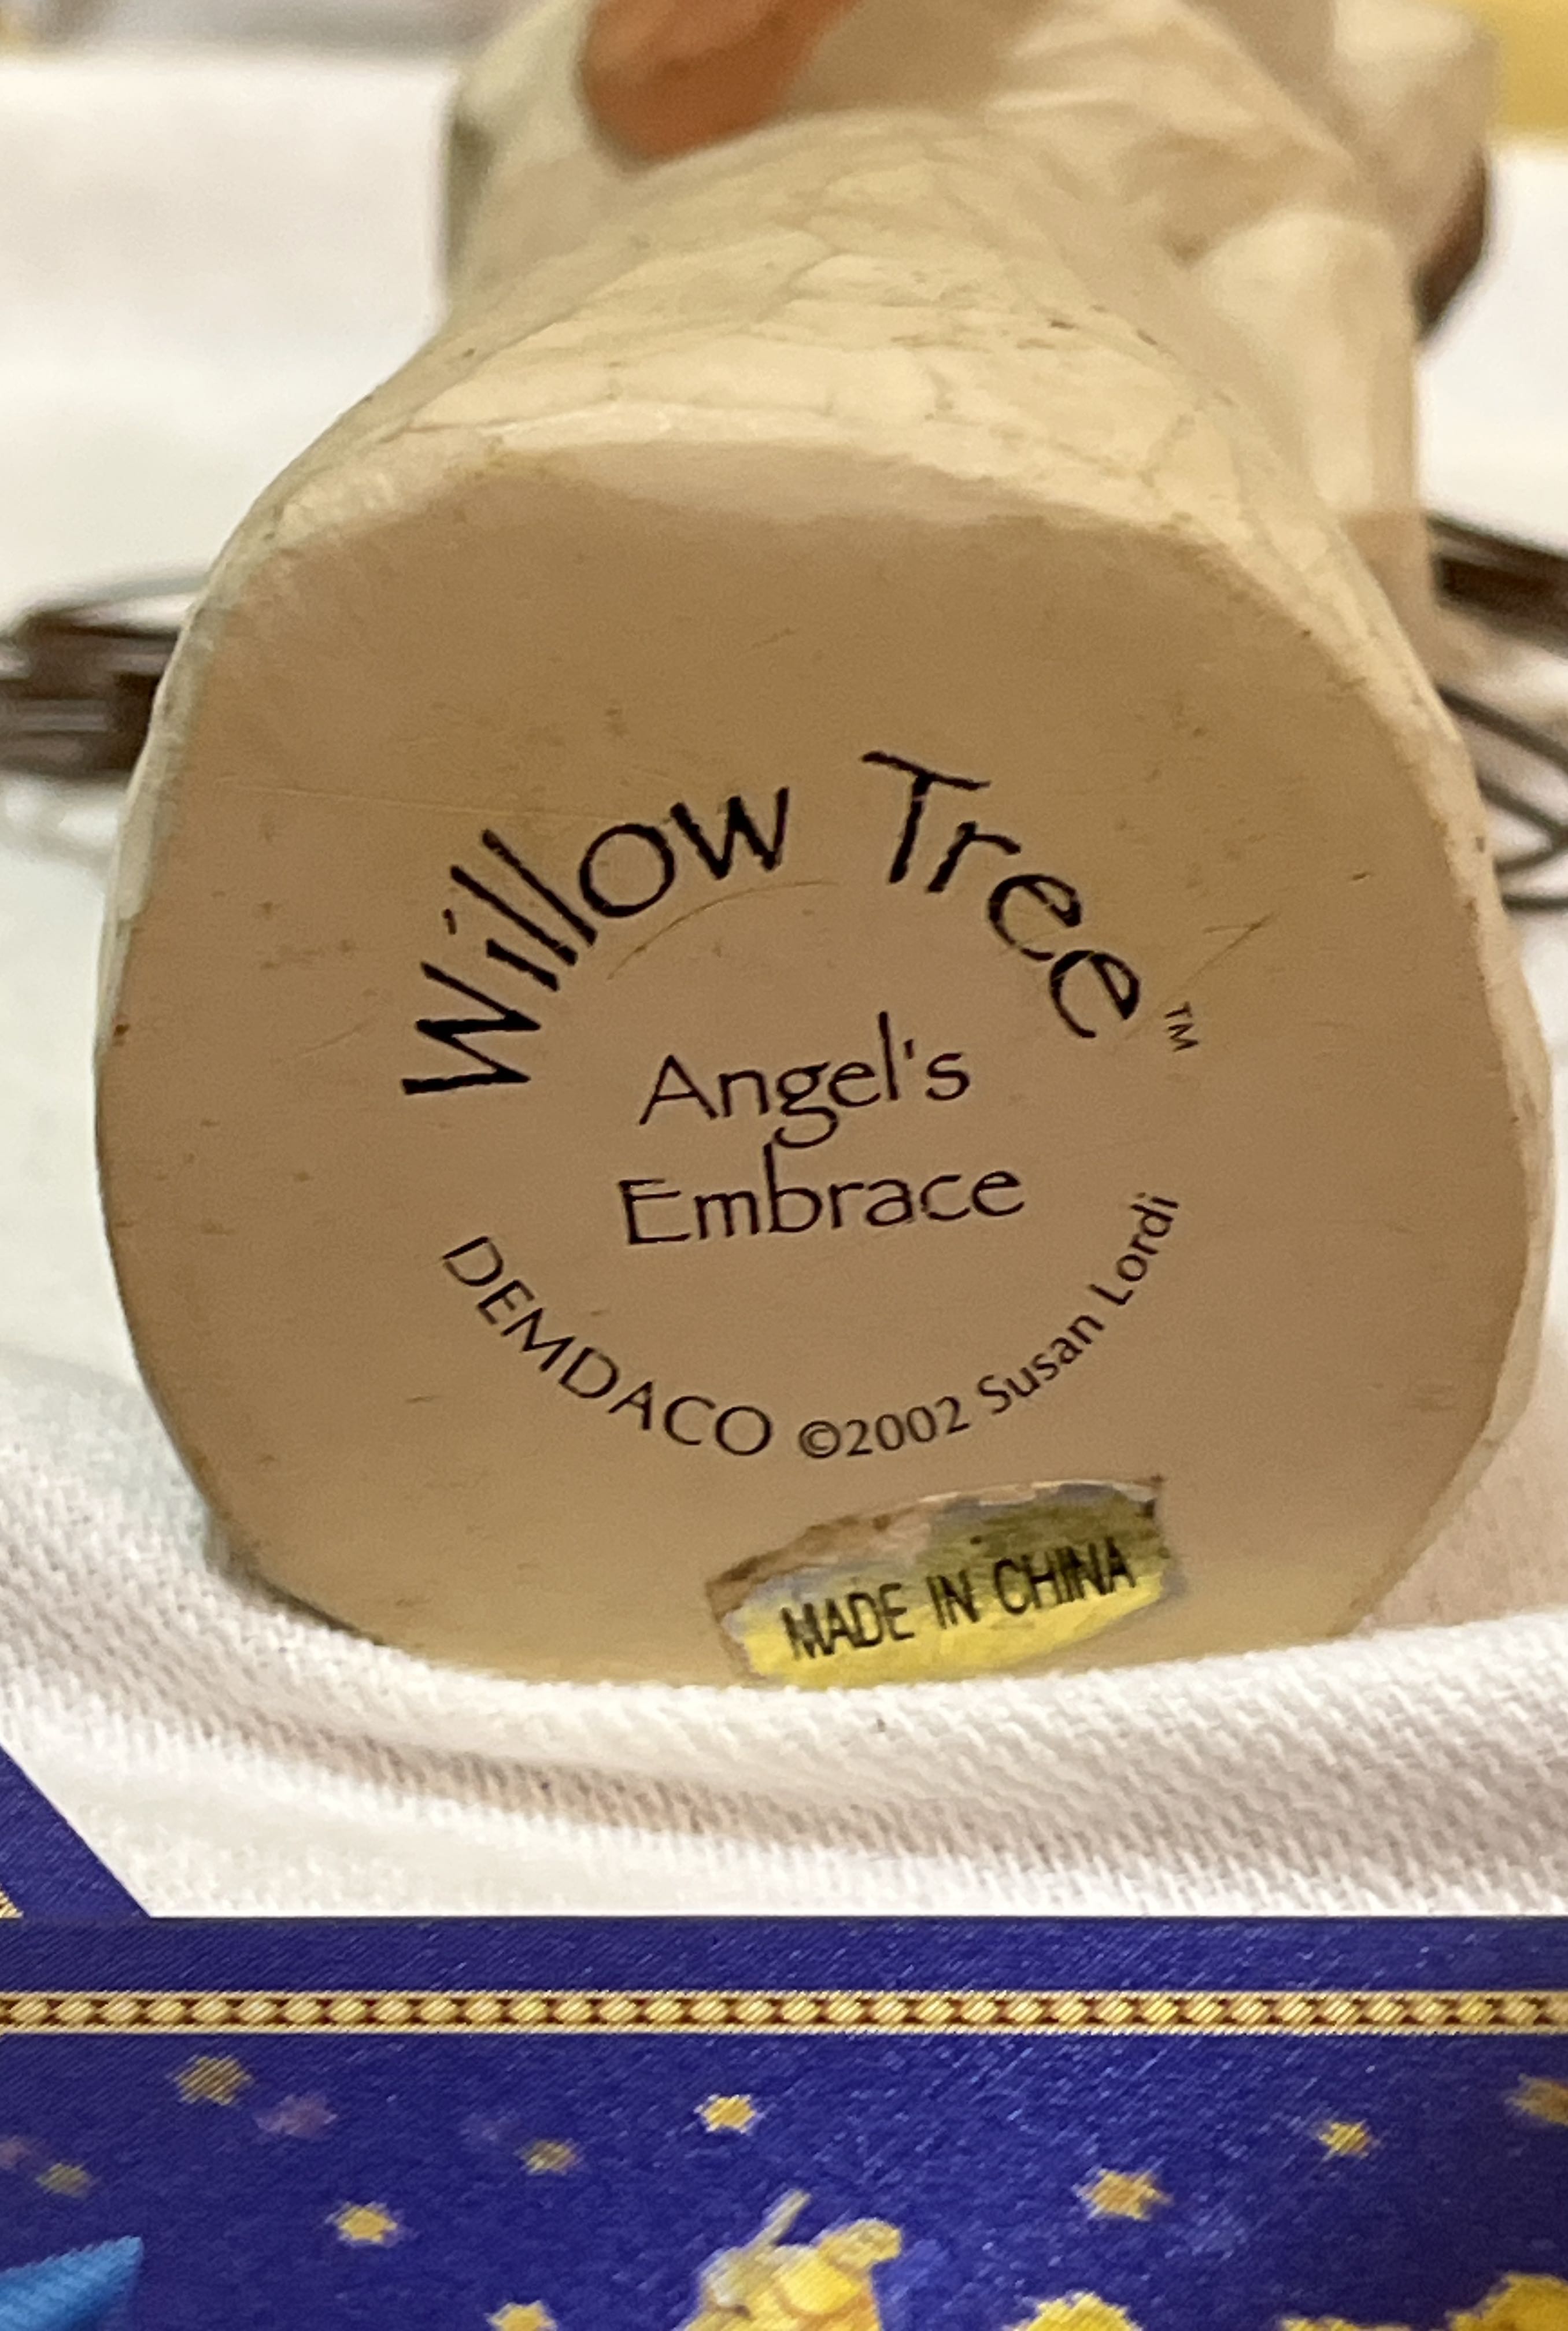 Willow Tree™
Angel's
Embrace
DEMDACO ©2002 Susan Lordi
MADE IN CHINA